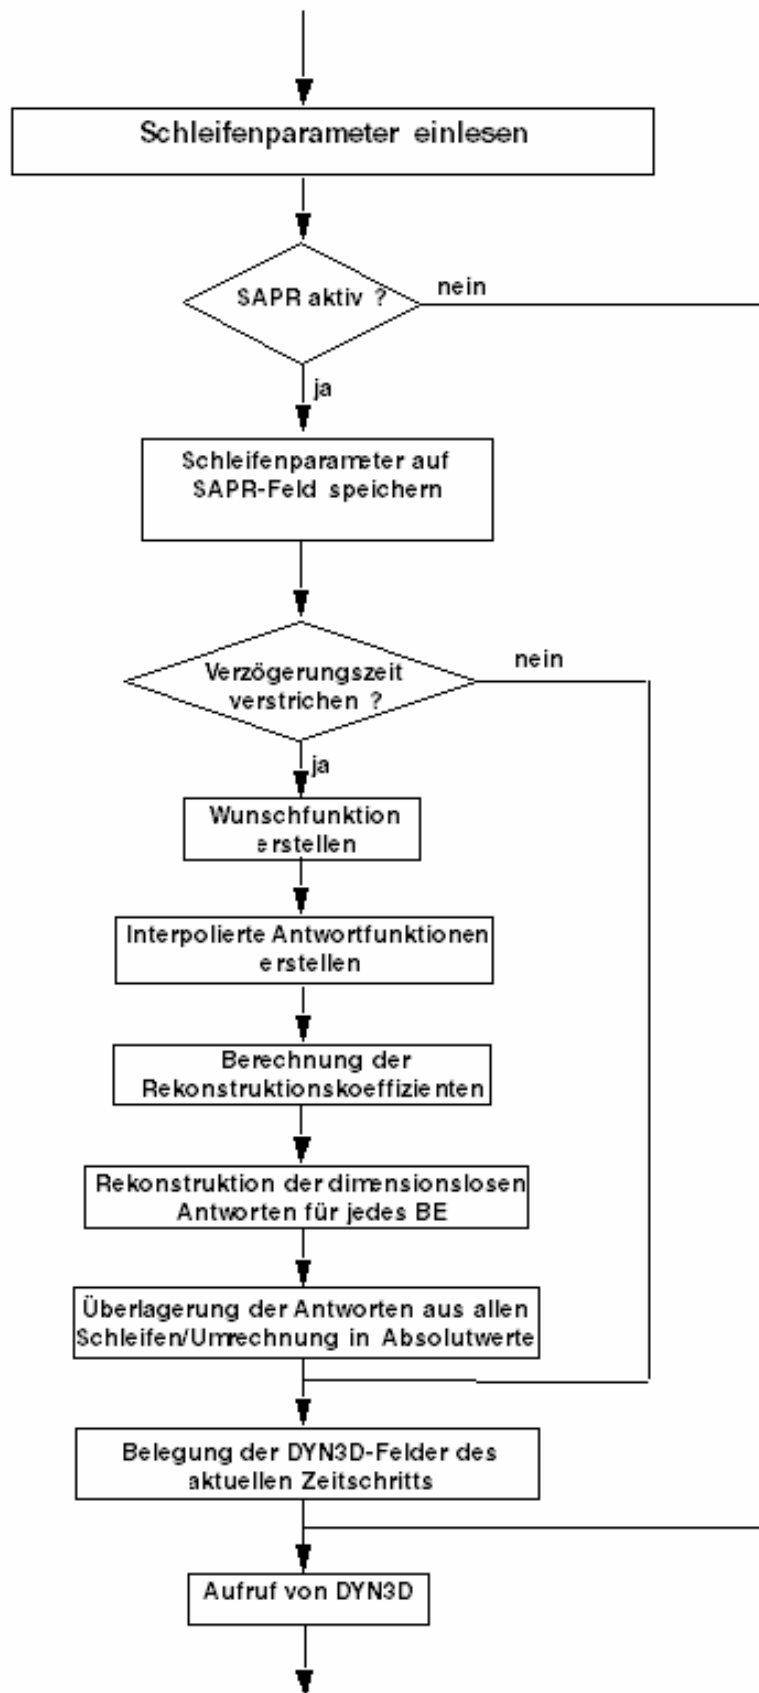 Schleifenparameter einlesen
SAPR aktiv ?
nein
ja
Schleifenparameter auf
SAPR-Feld speichern
Verzögerungszeit
verstrichen ?
nein
ja
Wunschfunktion
erstellen
Interpolierte Antwortfunktionen
erstellen
Berechnung der
Rekonstruktionskoeffizienten
Rekonstruktion der dimensionslosen
Antworten für jedes BE
Überlagerung der Antworten aus allen
Schleifen/Umrechnung in Absolutwerte
Belegung der DYN3D-Felder des
aktuellen Zeitschritts
Aufruf von DYN3D